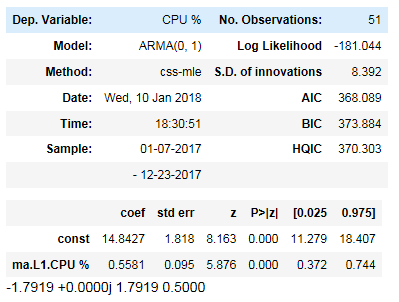 Dep. Variable: CPU % No. Observations: 51
Model: ARMA(0, 1) Log Likelihood -181.044
Method: css-mle S.D. of innovations 8.392
Date: Wed, 10 Jan 2018 AIC 368.089
Time: 18:30:51 BIC 373.884
Sample: 01-07-2017 HQIC 370.303
- 12-23-2017
coef std err z P>|z| [0.025 0.975]
const 14.8427 1.818 8.163 0.000 11.279 18.407
ma.L1.CPU % 0.5581 0.095 5.876 0.000 0.372 0.744
-1.7919 +0.0000j 1.7919 0.5000